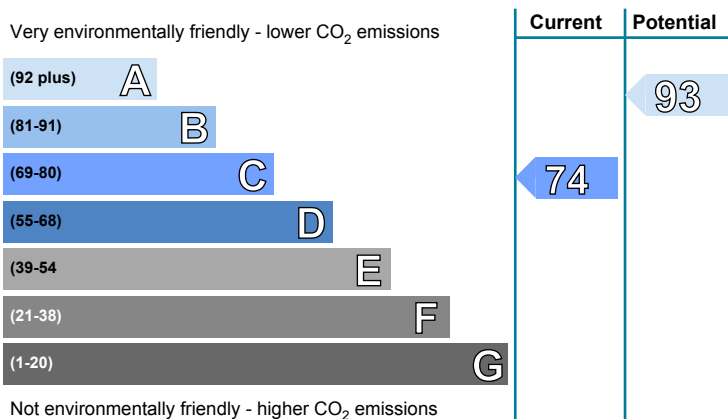 Current Potential
Very environmentally friendly - lower CO2 emissions
(92 plus) A
93
(81-91) B
(69-80) C
74
(55-68) D
(39-54 E
(21-38) F
(1-20) G
Not environmentally friendly - higher CO2 emissions